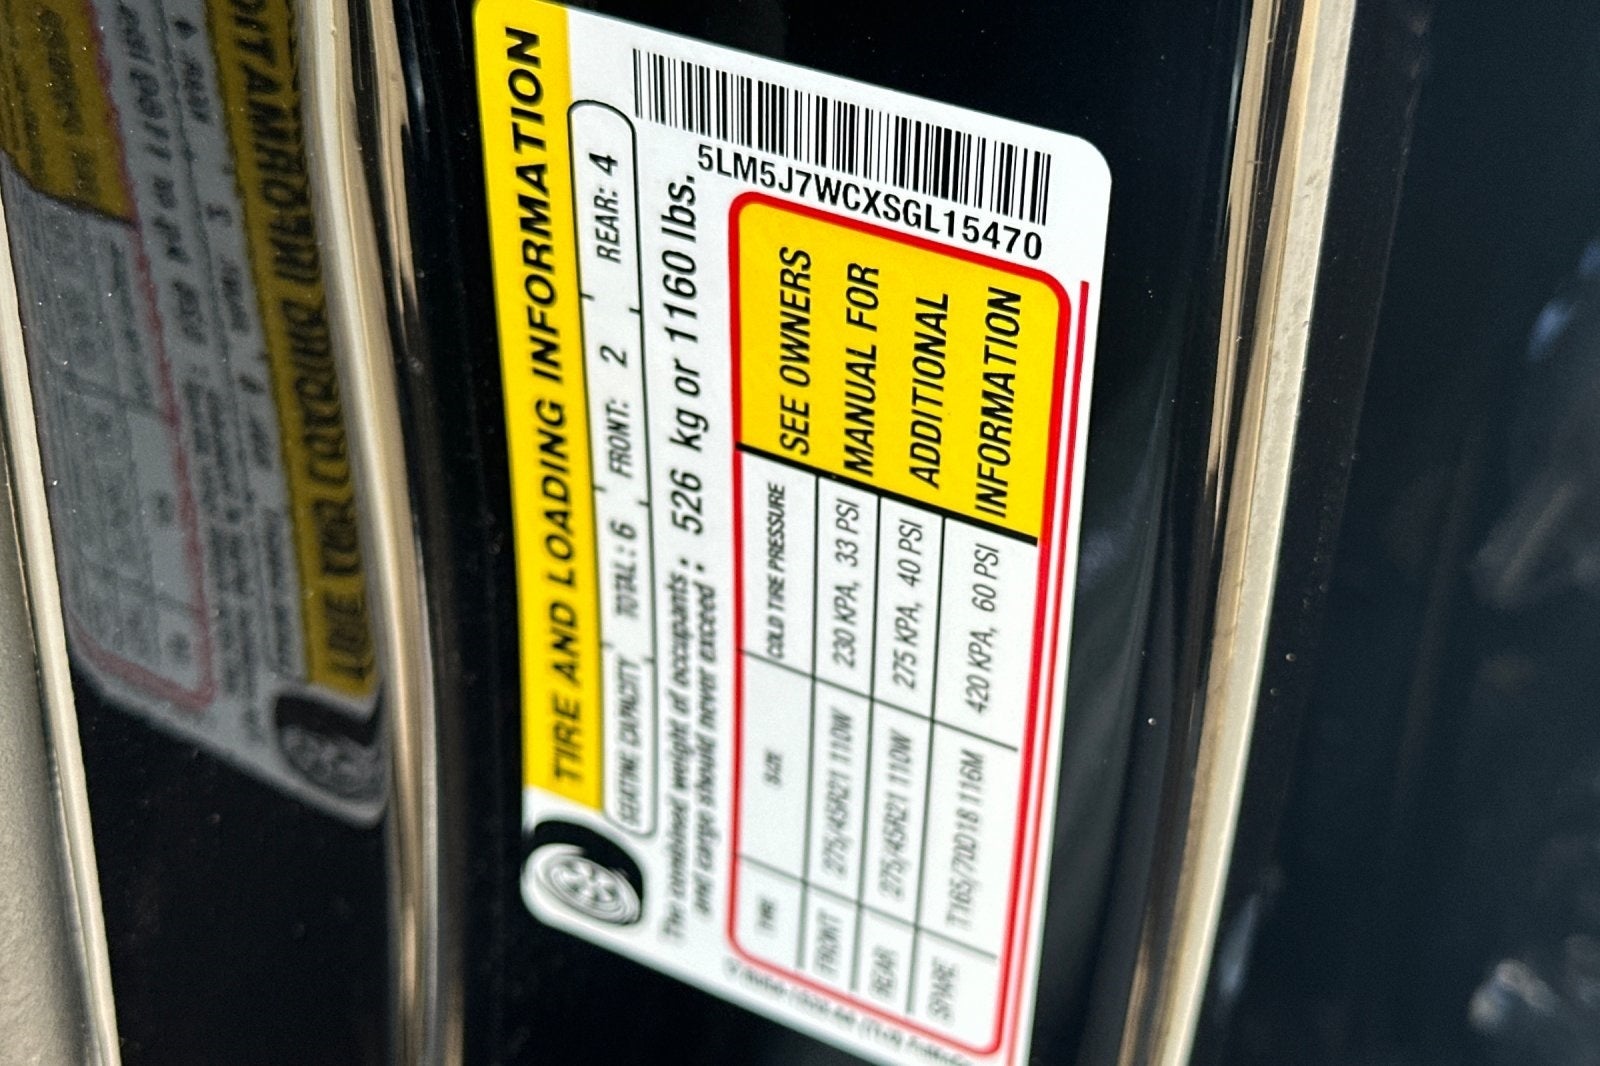 TIRE AND LOADING INFORMATION
SEATING CAPACITY TOTAL: 6 FRONT: 2 REAR: 4
The combined weight of occupants
and cargo should never exceed : 526 kg or 1160 lbs.
5LM5J7WCXSGL15470
TIRE SIZE COLD TIRE PRESSURE
FRONT 275/45R21 110W 230 KPA, 33 PSI
REAR 275/45R21 110W 275 KPA, 40 PSI
SPARE T165/70D18 116M 420 KPA, 60 PSI
SEE OWNERS
MANUAL FOR
ADDITIONAL
INFORMATION